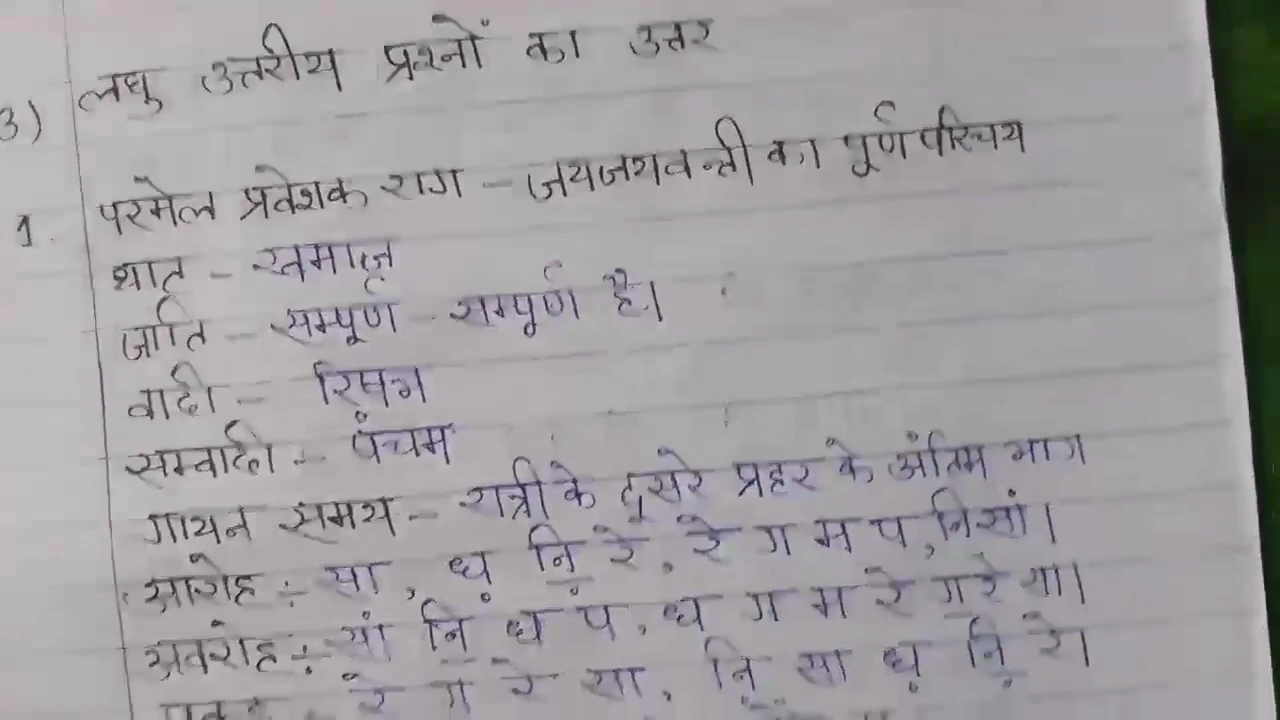 3) लघु उत्तरीय प्रश्नों का उत्तर
1. परमेल प्रवेशक राग - जयजयवन्ती का पूर्ण परिचय
थाट - खमाज
जाति - सम्पूर्ण - सम्पूर्ण है।
वादी - रिषभ
सम्वादी - पंचम
गायन समय - रात्री के दूसरे प्रहर के अंतिम भाग
आरोह :- सा, ध़ नि़ रे, रे ग म प, नि सां।
अवरोह :- सां नि ध प, ध ग म रे ग॒ रे सा।
रे ग॒ रे सा, नि़ सा ध़ नि़ रे।